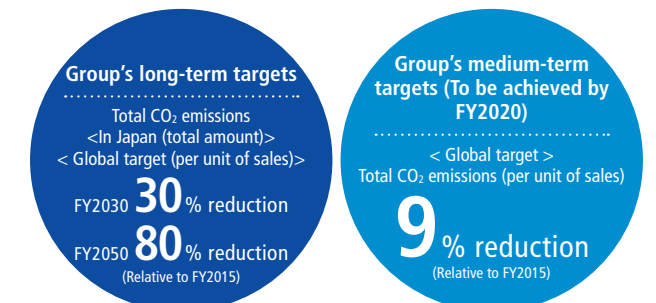 Group's long-term targets
Total CO₂ emissions
<In Japan (total amount)>
< Global target (per unit of sales)>
FY2030 30% reduction
FY2050 80% reduction
(Relative to FY2015)
Group's medium-term
targets (To be achieved by
FY2020)
< Global target >
Total CO₂ emissions (per unit of sales)
9% reduction
(Relative to FY2015)